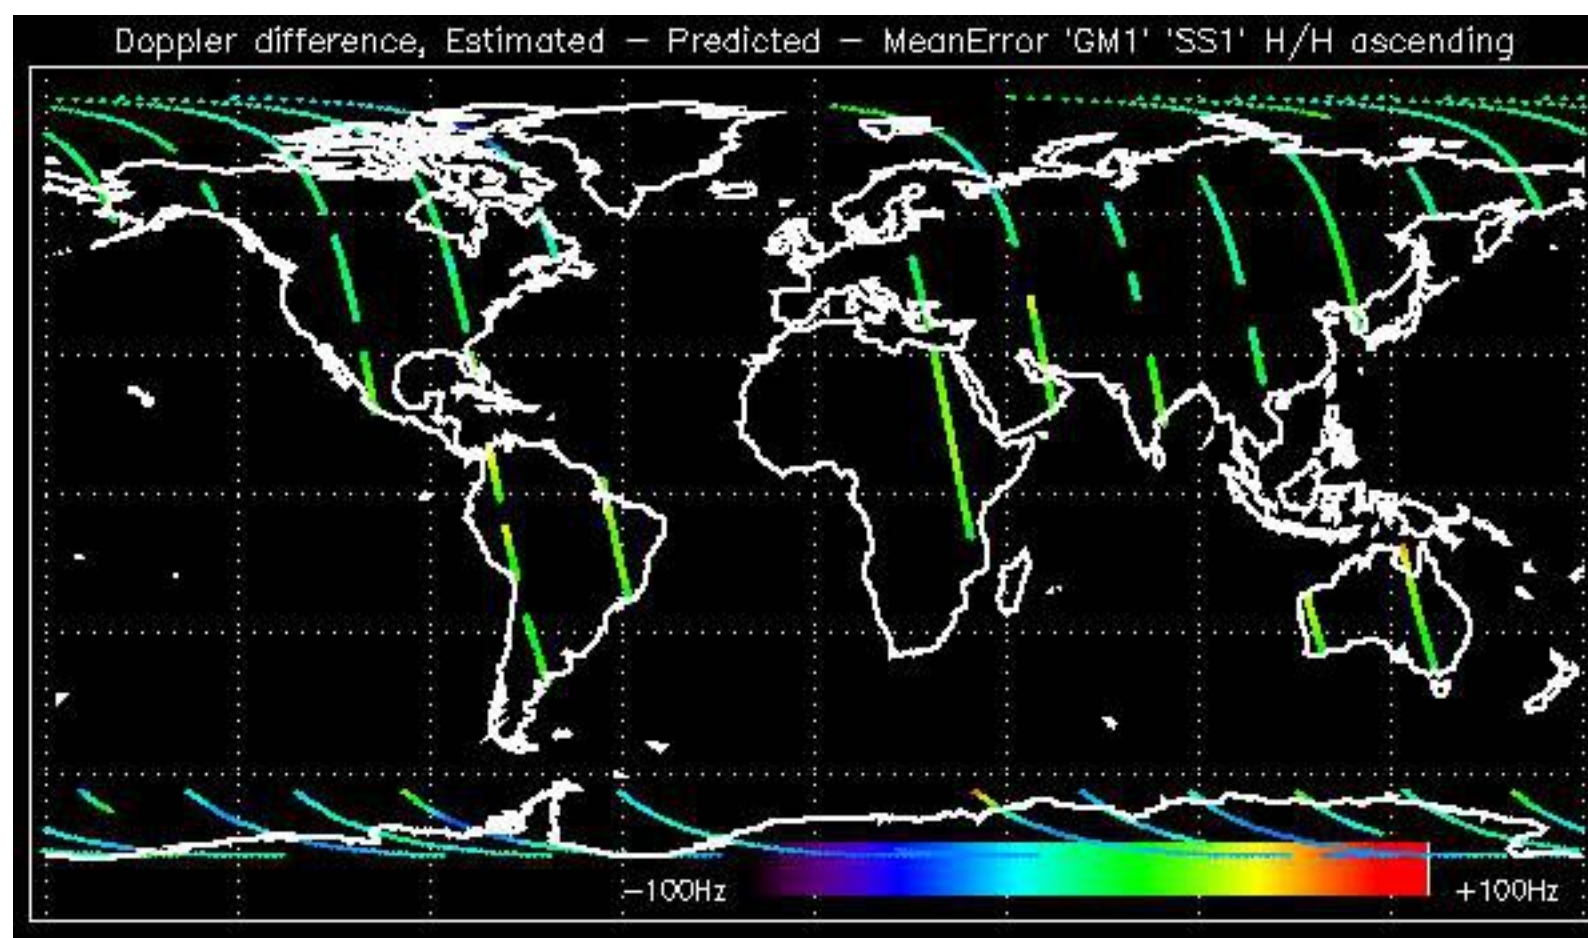 Doppler difference, Estimated – Predicted – MeanError 'GM1' 'SS1' H/H ascending
–100Hz
+100Hz